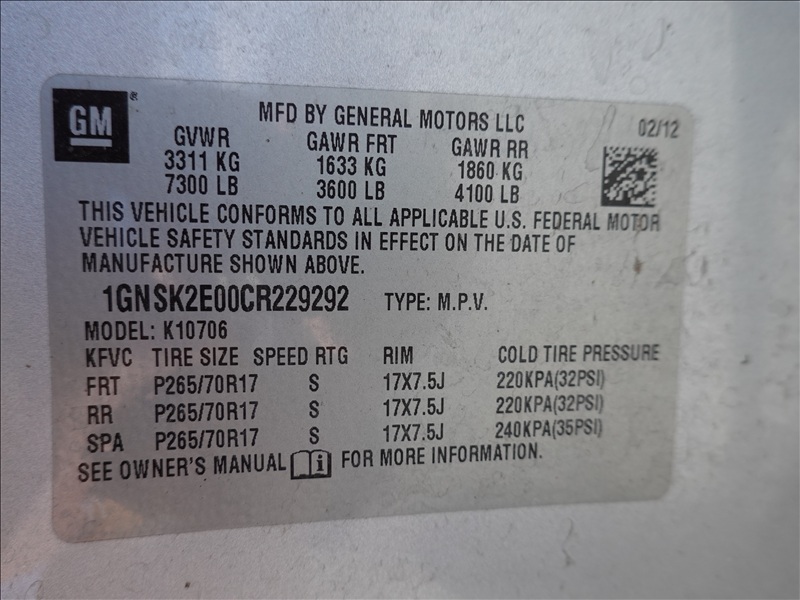 GM
MFD BY GENERAL MOTORS LLC
02/12
GVWR GAWR FRT GAWR RR
3311 KG 1633 KG 1860 KG
7300 LB 3600 LB 4100 LB
THIS VEHICLE CONFORMS TO ALL APPLICABLE U.S. FEDERAL MOTOR
VEHICLE SAFETY STANDARDS IN EFFECT ON THE DATE OF
MANUFACTURE SHOWN ABOVE.
1GNSK2E00CR229292 TYPE: M.P.V.
MODEL: K10706
KFVC TIRE SIZE SPEED RTG RIM COLD TIRE PRESSURE
FRT P265/70R17 S 17X7.5J 220KPA(32PSI)
RR P265/70R17 S 17X7.5J 220KPA(32PSI)
SPA P265/70R17 S 17X7.5J 240KPA(35PSI)
SEE OWNER'S MANUAL FOR MORE INFORMATION.